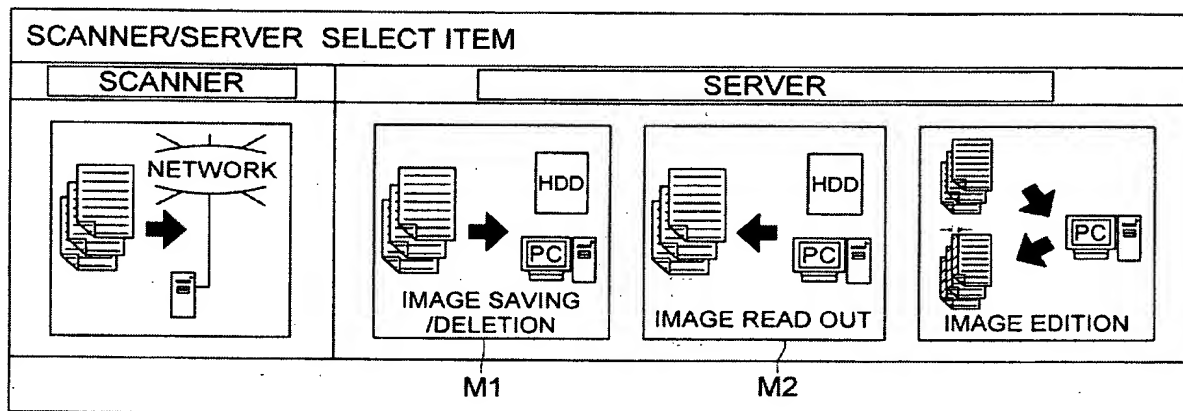 SCANNER/SERVER SELECT ITEM
SCANNER
SERVER
NETWORK
HDD
PC
IMAGE SAVING
/DELETION
HDD
PC
IMAGE READ OUT
PC
IMAGE EDITION
M1
M2